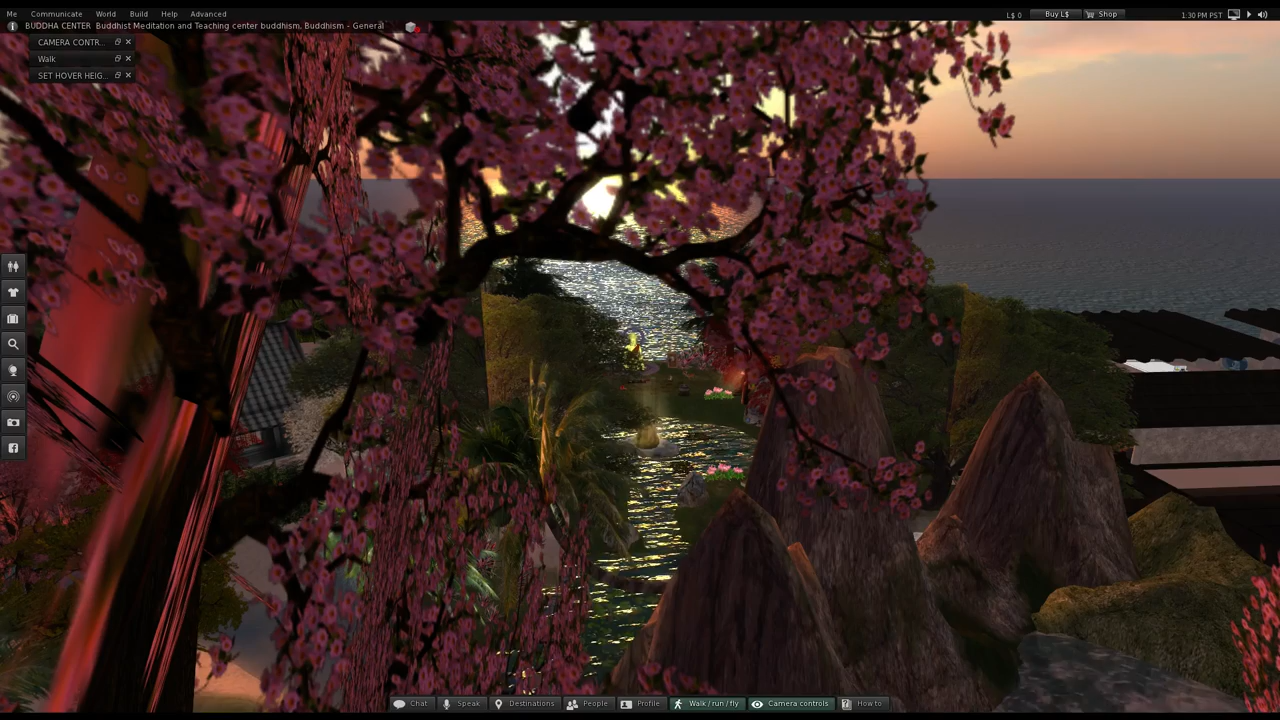 Me Communicate World Build Help Advanced
L$ 0 Buy L$ Shop 1:30 PM PST
BUDDHA CENTER Buddhist Meditation and Teaching center buddhism, Buddhism - General
CAMERA CONTR...
Walk
SET HOVER HEIG...
Chat Speak Destinations People Profile Walk / run / fly Camera controls How to